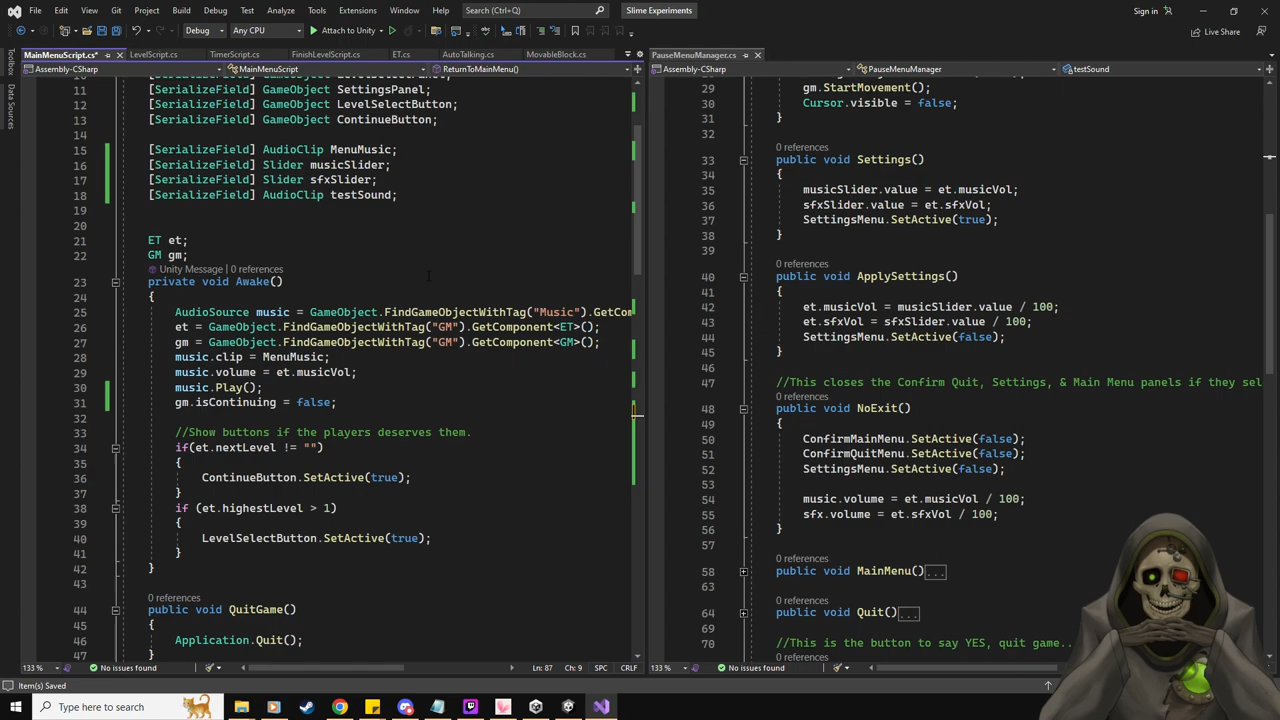 File Edit View Git Project Build Debug Test Analyze Tools Extensions Window Help Search (Ctrl+Q) Slime Experiments Sign in
Debug Any CPU Attach to Unity Live Share
MainMenuScript.cs* LevelScript.cs TimerScript.cs FinishLevelScript.cs ET.cs AutoTalking.cs MovableBlock.cs PauseMenuManager.cs
Assembly-CSharp MainMenuScript ReturnToMainMenu() Assembly-CSharp PauseMenuManager testSound
Toolbox
Data Sources
11 [SerializeField] GameObject SettingsPanel;
12 [SerializeField] GameObject LevelSelectButton;
13 [SerializeField] GameObject ContinueButton;
14
15 [SerializeField] AudioClip MenuMusic;
16 [SerializeField] Slider musicSlider;
17 [SerializeField] Slider sfxSlider;
18 [SerializeField] AudioClip testSound;
19
20
21 ET et;
22 GM gm;
Unity Message | 0 references
23 private void Awake()
24 {
25 AudioSource music = GameObject.FindGameObjectWithTag("Music").GetCom
26 et = GameObject.FindGameObjectWithTag("GM").GetComponent<ET>();
27 gm = GameObject.FindGameObjectWithTag("GM").GetComponent<GM>();
28 music.clip = MenuMusic;
29 music.volume = et.musicVol;
30 music.Play();
31 gm.isContinuing = false;
32
33 //Show buttons if the players deserves them.
34 if(et.nextLevel != "")
35 {
36 ContinueButton.SetActive(true);
37 }
38 if (et.highestLevel > 1)
39 {
40 LevelSelectButton.SetActive(true);
41 }
42 }
43
0 references
44 public void QuitGame()
45 {
46 Application.Quit();
47 }
29 gm.StartMovement();
30 Cursor.visible = false;
31 }
32
0 references
33 public void Settings()
34 {
35 musicSlider.value = et.musicVol;
36 sfxSlider.value = et.sfxVol;
37 SettingsMenu.SetActive(true);
38 }
39
0 references
40 public void ApplySettings()
41 {
42 et.musicVol = musicSlider.value / 100;
43 et.sfxVol = sfxSlider.value / 100;
44 SettingsMenu.SetActive(false);
45 }
46
47 //This closes the Confirm Quit, Settings, & Main Menu panels if they sel
0 references
48 public void NoExit()
49 {
50 ConfirmMainMenu.SetActive(false);
51 ConfirmQuitMenu.SetActive(false);
52 SettingsMenu.SetActive(false);
53
54 music.volume = et.musicVol / 100;
55 sfx.volume = et.sfxVol / 100;
56 }
57
0 references
58 public void MainMenu()...
63
0 references
64 public void Quit()...
69
70 //This is the button to say YES, quit game..
0 references
133 % No issues found Ln: 87 Ch: 9 SPC CRLF 133 % No issues found
Item(s) Saved
Type here to search